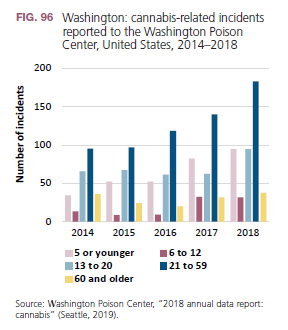 FIG. 96 Washington: cannabis-related incidents
reported to the Washington Poison
Center, United States, 2014–2018
Number of incidents
200
150
100
50
0
2014 2015 2016 2017 2018
5 or younger 6 to 12
13 to 20 21 to 59
60 and older
Source: Washington Poison Center, “2018 annual data report:
cannabis” (Seattle, 2019).